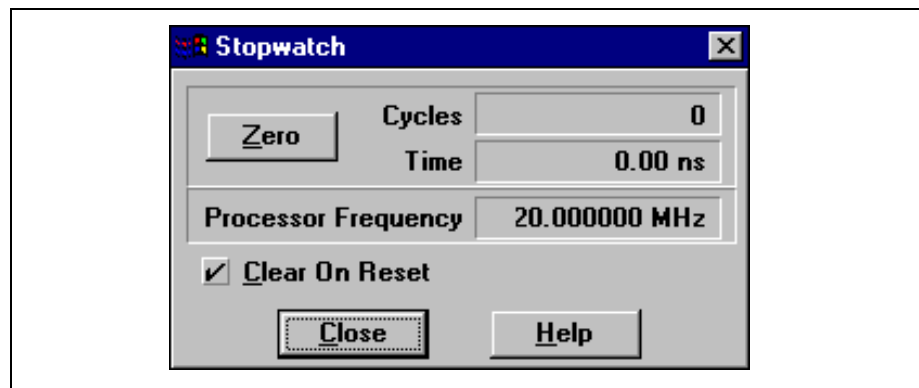 Stopwatch
Zero
Cycles 0
Time 0.00 ns
Processor Frequency 20.000000 MHz
Clear On Reset
Close Help